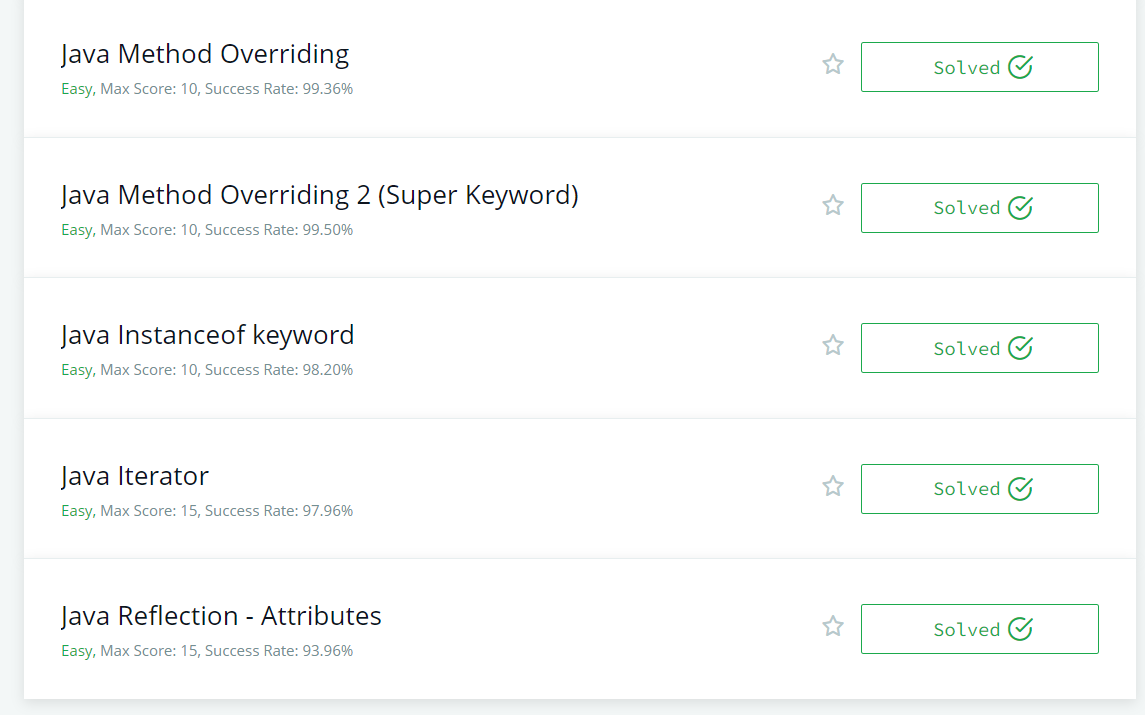 Java Method Overriding
Easy, Max Score: 10, Success Rate: 99.36%
Solved
Java Method Overriding 2 (Super Keyword)
Easy, Max Score: 10, Success Rate: 99.50%
Solved
Java Instanceof keyword
Easy, Max Score: 10, Success Rate: 98.20%
Solved
Java Iterator
Easy, Max Score: 15, Success Rate: 97.96%
Solved
Java Reflection - Attributes
Easy, Max Score: 15, Success Rate: 93.96%
Solved